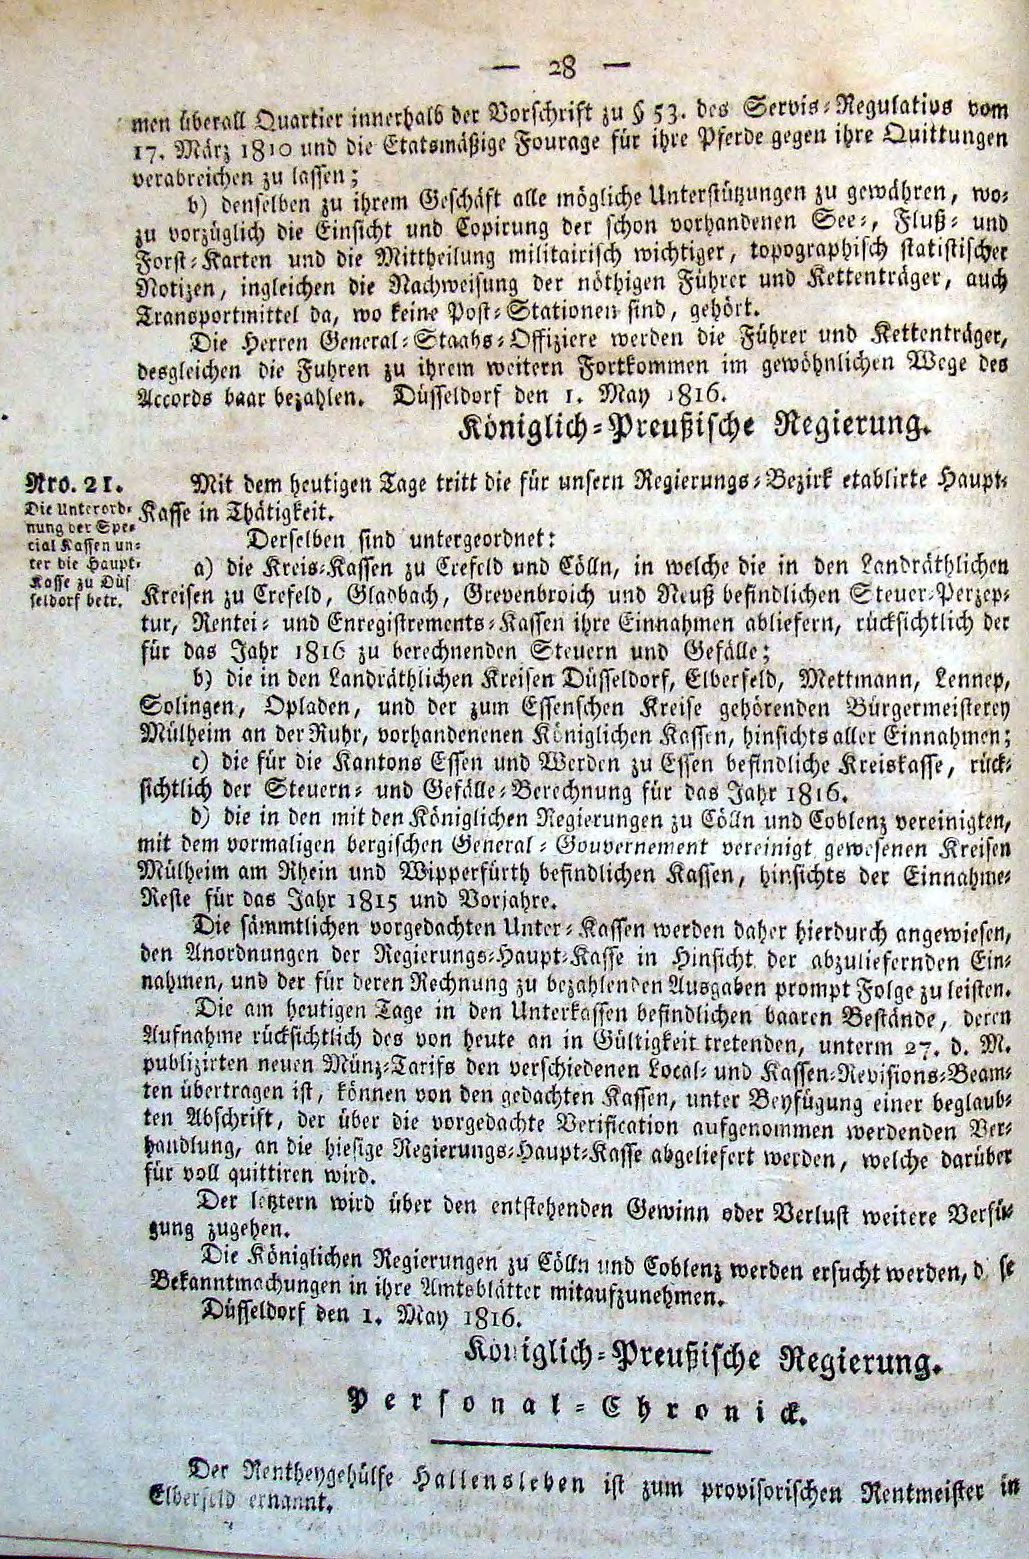 — 28 —
men überall Quartier innerhalb der Vorschrift zu § 53. des Servis-Regulativs vom
17. März 1810 und die Etatsmäßige Fourage für ihre Pferde gegen ihre Quittungen
verabreichen zu lassen;
b) denselben zu ihrem Geschäft alle mögliche Unterstützungen zu gewähren, wo-
zu vorzüglich die Einsicht und Copirung der schon vorhandenen See-, Fluß- und
Forst-Karten und die Mittheilung militairisch wichtiger, topographisch statistischer
Notizen, ingleichen die Nachweisung der nöthigen Führer und Kettenträger, auch
Transportmittel da, wo keine Post-Stationen sind, gehört.
Die Herren General-Staabs-Offiziere werden die Führer und Kettenträger,
desgleichen die Fuhren zu ihrem weitern Fortkommen im gewöhnlichen Wege des
Accords baar bezahlen. Düsseldorf den 1. May 1816.
Königlich-Preußische Regierung.
Nro. 21.
Die Unterord-
nung der Spe-
cial Kassen un-
ter die Haupt-
Kasse zu Düs
seldorf betr.
Mit dem heutigen Tage tritt die für unsern Regierungs-Bezirk etablirte Haupt-
Kasse in Thätigkeit.
Derselben sind untergeordnet:
a) die Kreis-Kassen zu Crefeld und Cölln, in welche die in den Landräthlichen
Kreisen zu Crefeld, Gladbach, Grevenbroich und Neuß befindlichen Steuer-Perzep-
tur, Rentei- und Enregistrements-Kassen ihre Einnahmen abliefern, rücksichtlich der
für das Jahr 1816 zu berechnenden Steuern und Gefälle;
b) die in den Landräthlichen Kreisen Düsseldorf, Elberfeld, Mettmann, Lennep,
Solingen, Opladen, und der zum Essenschen Kreise gehörenden Bürgermeisterey
Mülheim an der Ruhr, vorhandenenen Königlichen Kassen, hinsichts aller Einnahmen;
c) die für die Kantons Essen und Werden zu Essen befindliche Kreiskasse, rück-
sichtlich der Steuern- und Gefälle-Berechnung für das Jahr 1816.
d) die in den mit den Königlichen Regierungen zu Cölln und Coblenz vereinigten,
mit dem vormaligen bergischen General-Gouvernement vereinigt gewesenen Kreisen
Mülheim am Rhein und Wipperfürth befindlichen Kassen, hinsichts der Einnahme-
Reste für das Jahr 1815 und Vorjahre.
Die sämmtlichen vorgedachten Unter-Kassen werden daher hierdurch angewiesen,
den Anordnungen der Regierungs-Haupt-Kasse in Hinsicht der abzuliefernden Ein-
nahmen, und der für deren Rechnung zu bezahlenden Ausgaben prompt Folge zu leisten.
Die am heutigen Tage in den Unterkassen befindlichen baaren Bestände, deren
Aufnahme rücksichtlich des von heute an in Gültigkeit tretenden, unterm 27. d. M.
publizirten neuen Münz-Tarifs den verschiedenen Local- und Kassen-Revisions-Beam-
ten übertragen ist, können von den gedachten Kassen, unter Beyfügung einer beglaub-
ten Abschrift, der über die vorgedachte Verification aufgenommen werdenden Ver-
handlung, an die hiesige Regierungs-Haupt-Kasse abgeliefert werden, welche darüber
für voll quittiren wird.
Der letztern wird über den entstehenden Gewinn oder Verlust weitere Verfü-
gung zugehen.
Die Königlichen Regierungen zu Cölln und Coblenz werden ersucht werden, d se
Bekanntmachungen in ihre Amtsblätter mitaufzunehmen.
Düsseldorf den 1. May 1816.
Königlich-Preußische Regierung.
Personal-Chronick.
Der Rentheygehülfe Hallensleben ist zum provisorischen Rentmeister in
Elberfeld ernannt.